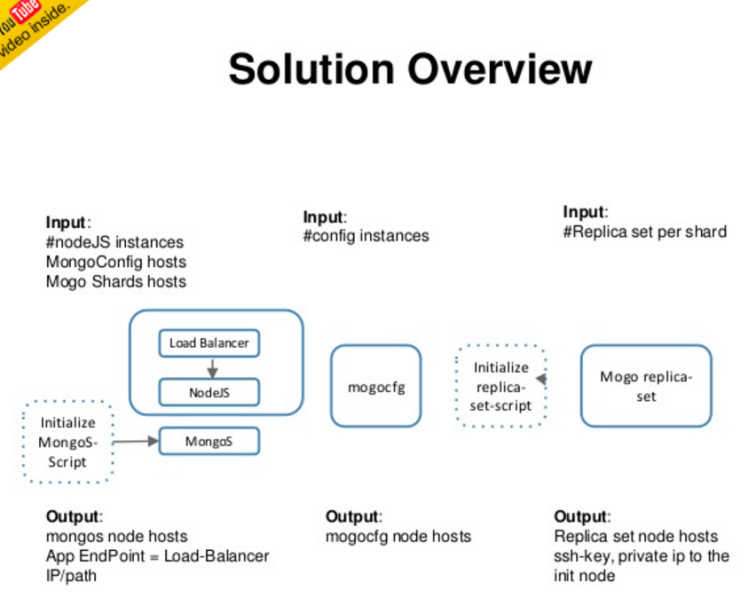 You Tube
video inside.
Solution Overview
Input:
#nodeJS instances
MongoConfig hosts
Mogo Shards hosts
Input:
#config instances
Input:
#Replica set per shard
Load Balancer
NodeJS
MongoS
Initialize
MongoS-
Script
mogocfg
Initialize
replica-
set-script
Mogo replica-
set
Output:
mongos node hosts
App EndPoint = Load-Balancer
IP/path
Output:
mogocfg node hosts
Output:
Replica set node hosts
ssh-key, private ip to the
init node